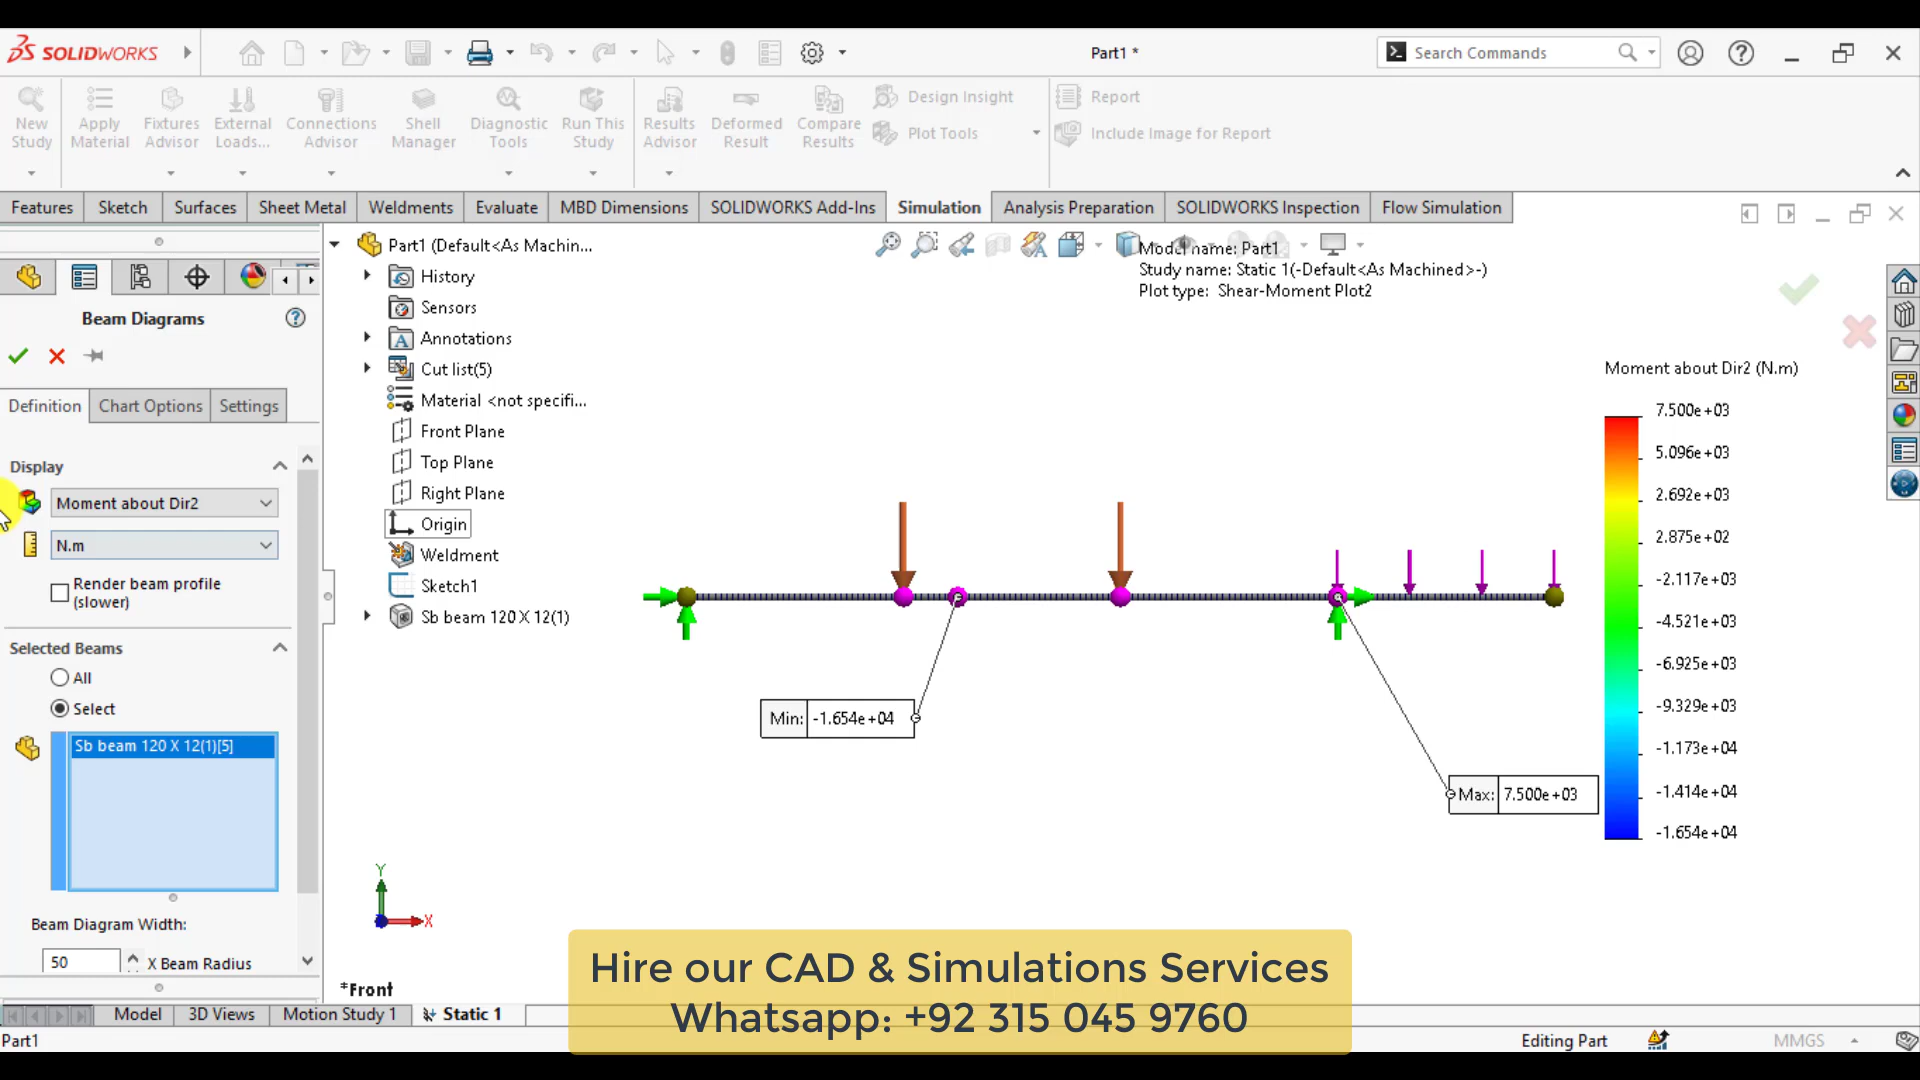 SOLIDWORKS
Part1 *
Search Commands
New Study
Apply Material
Fixtures Advisor
External Loads...
Connections Advisor
Shell Manager
Diagnostic Tools
Run This Study
Results Advisor
Deformed Result
Compare Results
Design Insight
Plot Tools
Report
Include Image for Report
Features
Sketch
Surfaces
Sheet Metal
Weldments
Evaluate
MBD Dimensions
SOLIDWORKS Add-Ins
Simulation
Analysis Preparation
SOLIDWORKS Inspection
Flow Simulation
Beam Diagrams
Definition
Chart Options
Settings
Display
Moment about Dir2
N.m
Render beam profile
(slower)
Selected Beams
All
Select
Sb beam 120 X 12(1)[5]
Beam Diagram Width:
50
X Beam Radius
Part1 (Default<As Machin...
History
Sensors
Annotations
Cut list(5)
Material <not specifi...
Front Plane
Top Plane
Right Plane
Origin
Weldment
Sketch1
Sb beam 120 X 12(1)
Model name: Part1
Study name: Static 1(-Default<As Machined>-)
Plot type: Shear-Moment Plot2
Moment about Dir2 (N.m)
7.500e+03
5.096e+03
2.692e+03
2.875e+02
-2.117e+03
-4.521e+03
-6.925e+03
-9.329e+03
-1.173e+04
-1.414e+04
-1.654e+04
Min: -1.654e+04
Max: 7.500e+03
Y
X
*Front
Hire our CAD & Simulations Services
Whatsapp: +92 315 045 9760
Model
3D Views
Motion Study 1
Static 1
Part1
Editing Part
MMGS